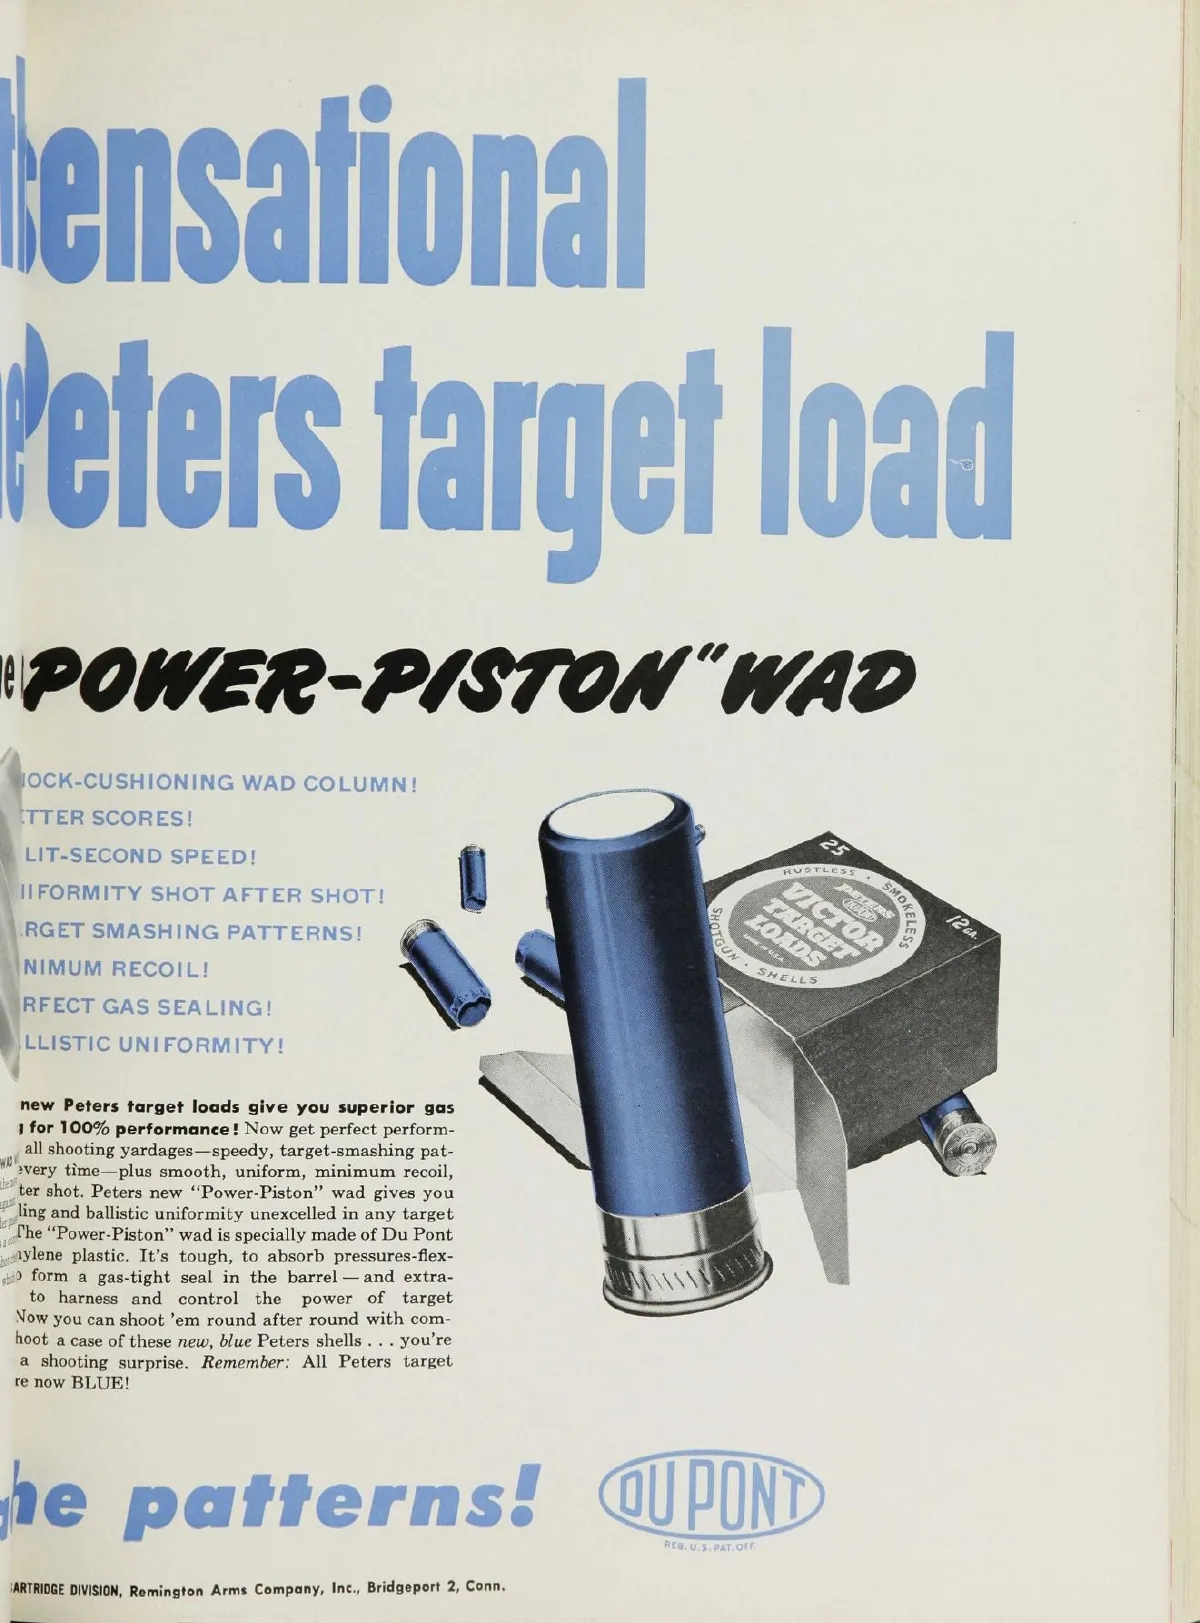 sensational
Peters target load
"POWER-PISTON" WAD
OCK-CUSHIONING WAD COLUMN!
TTER SCORES!
LIT-SECOND SPEED!
IFORMITY SHOT AFTER SHOT!
RGET SMASHING PATTERNS!
NIMUM RECOIL!
RFECT GAS SEALING!
LLISTIC UNIFORMITY!
25
RUSTLESS • SMOKELESS
PETERS
VICTOR
TARGET
LOADS
MADE IN U.S.A.
SHOTGUN • SHELLS
12 GA.
new Peters target loads give you superior gas
for 100% performance! Now get perfect perform-
all shooting yardages—speedy, target-smashing pat-
every time—plus smooth, uniform, minimum recoil,
ter shot. Peters new "Power-Piston" wad gives you
ling and ballistic uniformity unexcelled in any target
The "Power-Piston" wad is specially made of Du Pont
hylene plastic. It's tough, to absorb pressures-flex-
o form a gas-tight seal in the barrel — and extra-
to harness and control the power of target
Now you can shoot 'em round after round with com-
hoot a case of these new, blue Peters shells . . . you're
a shooting surprise. Remember: All Peters target
re now BLUE!
he patterns!
DU PONT
REG. U.S. PAT. OFF.
ARTRIDGE DIVISION, Remington Arms Company, Inc., Bridgeport 2, Conn.